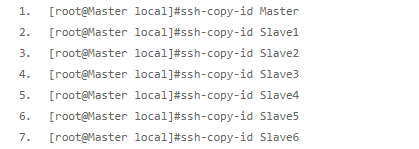 1. [root@Master local]#ssh-copy-id Master
2. [root@Master local]#ssh-copy-id Slave1
3. [root@Master local]#ssh-copy-id Slave2
4. [root@Master local]#ssh-copy-id Slave3
5. [root@Master local]#ssh-copy-id Slave4
6. [root@Master local]#ssh-copy-id Slave5
7. [root@Master local]#ssh-copy-id Slave6